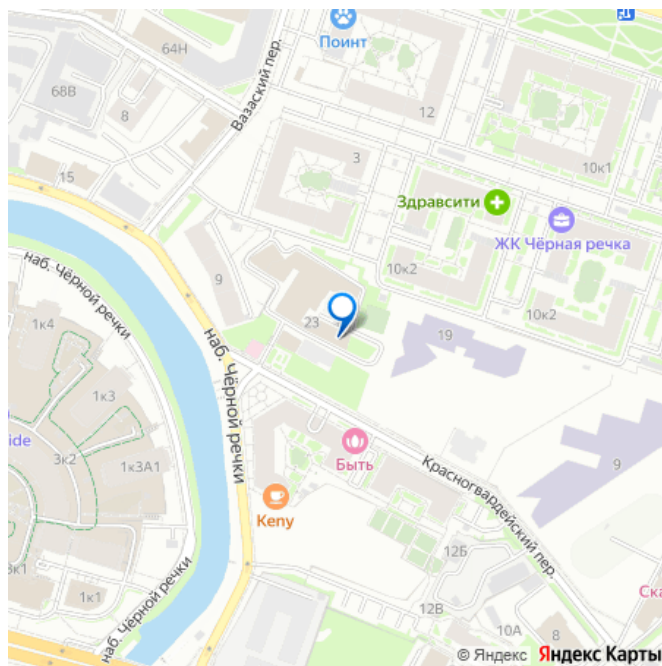 64Н
Поинт
68В
8
Вазаский пер.
12
3
10к1
15
Здравсити
ЖК Чёрная речка
наб. Чёрной речки
9
10к2
10к2
1к4
23
19
наб. Чёрной речки
1к3
ide
3к2
1к3А1
Быть
Красногвардейский пер.
9
Keny
12Б
1к1
12В
10А
8
Ска
наб. Чёрной речки
© Яндекс Яндекс Карты